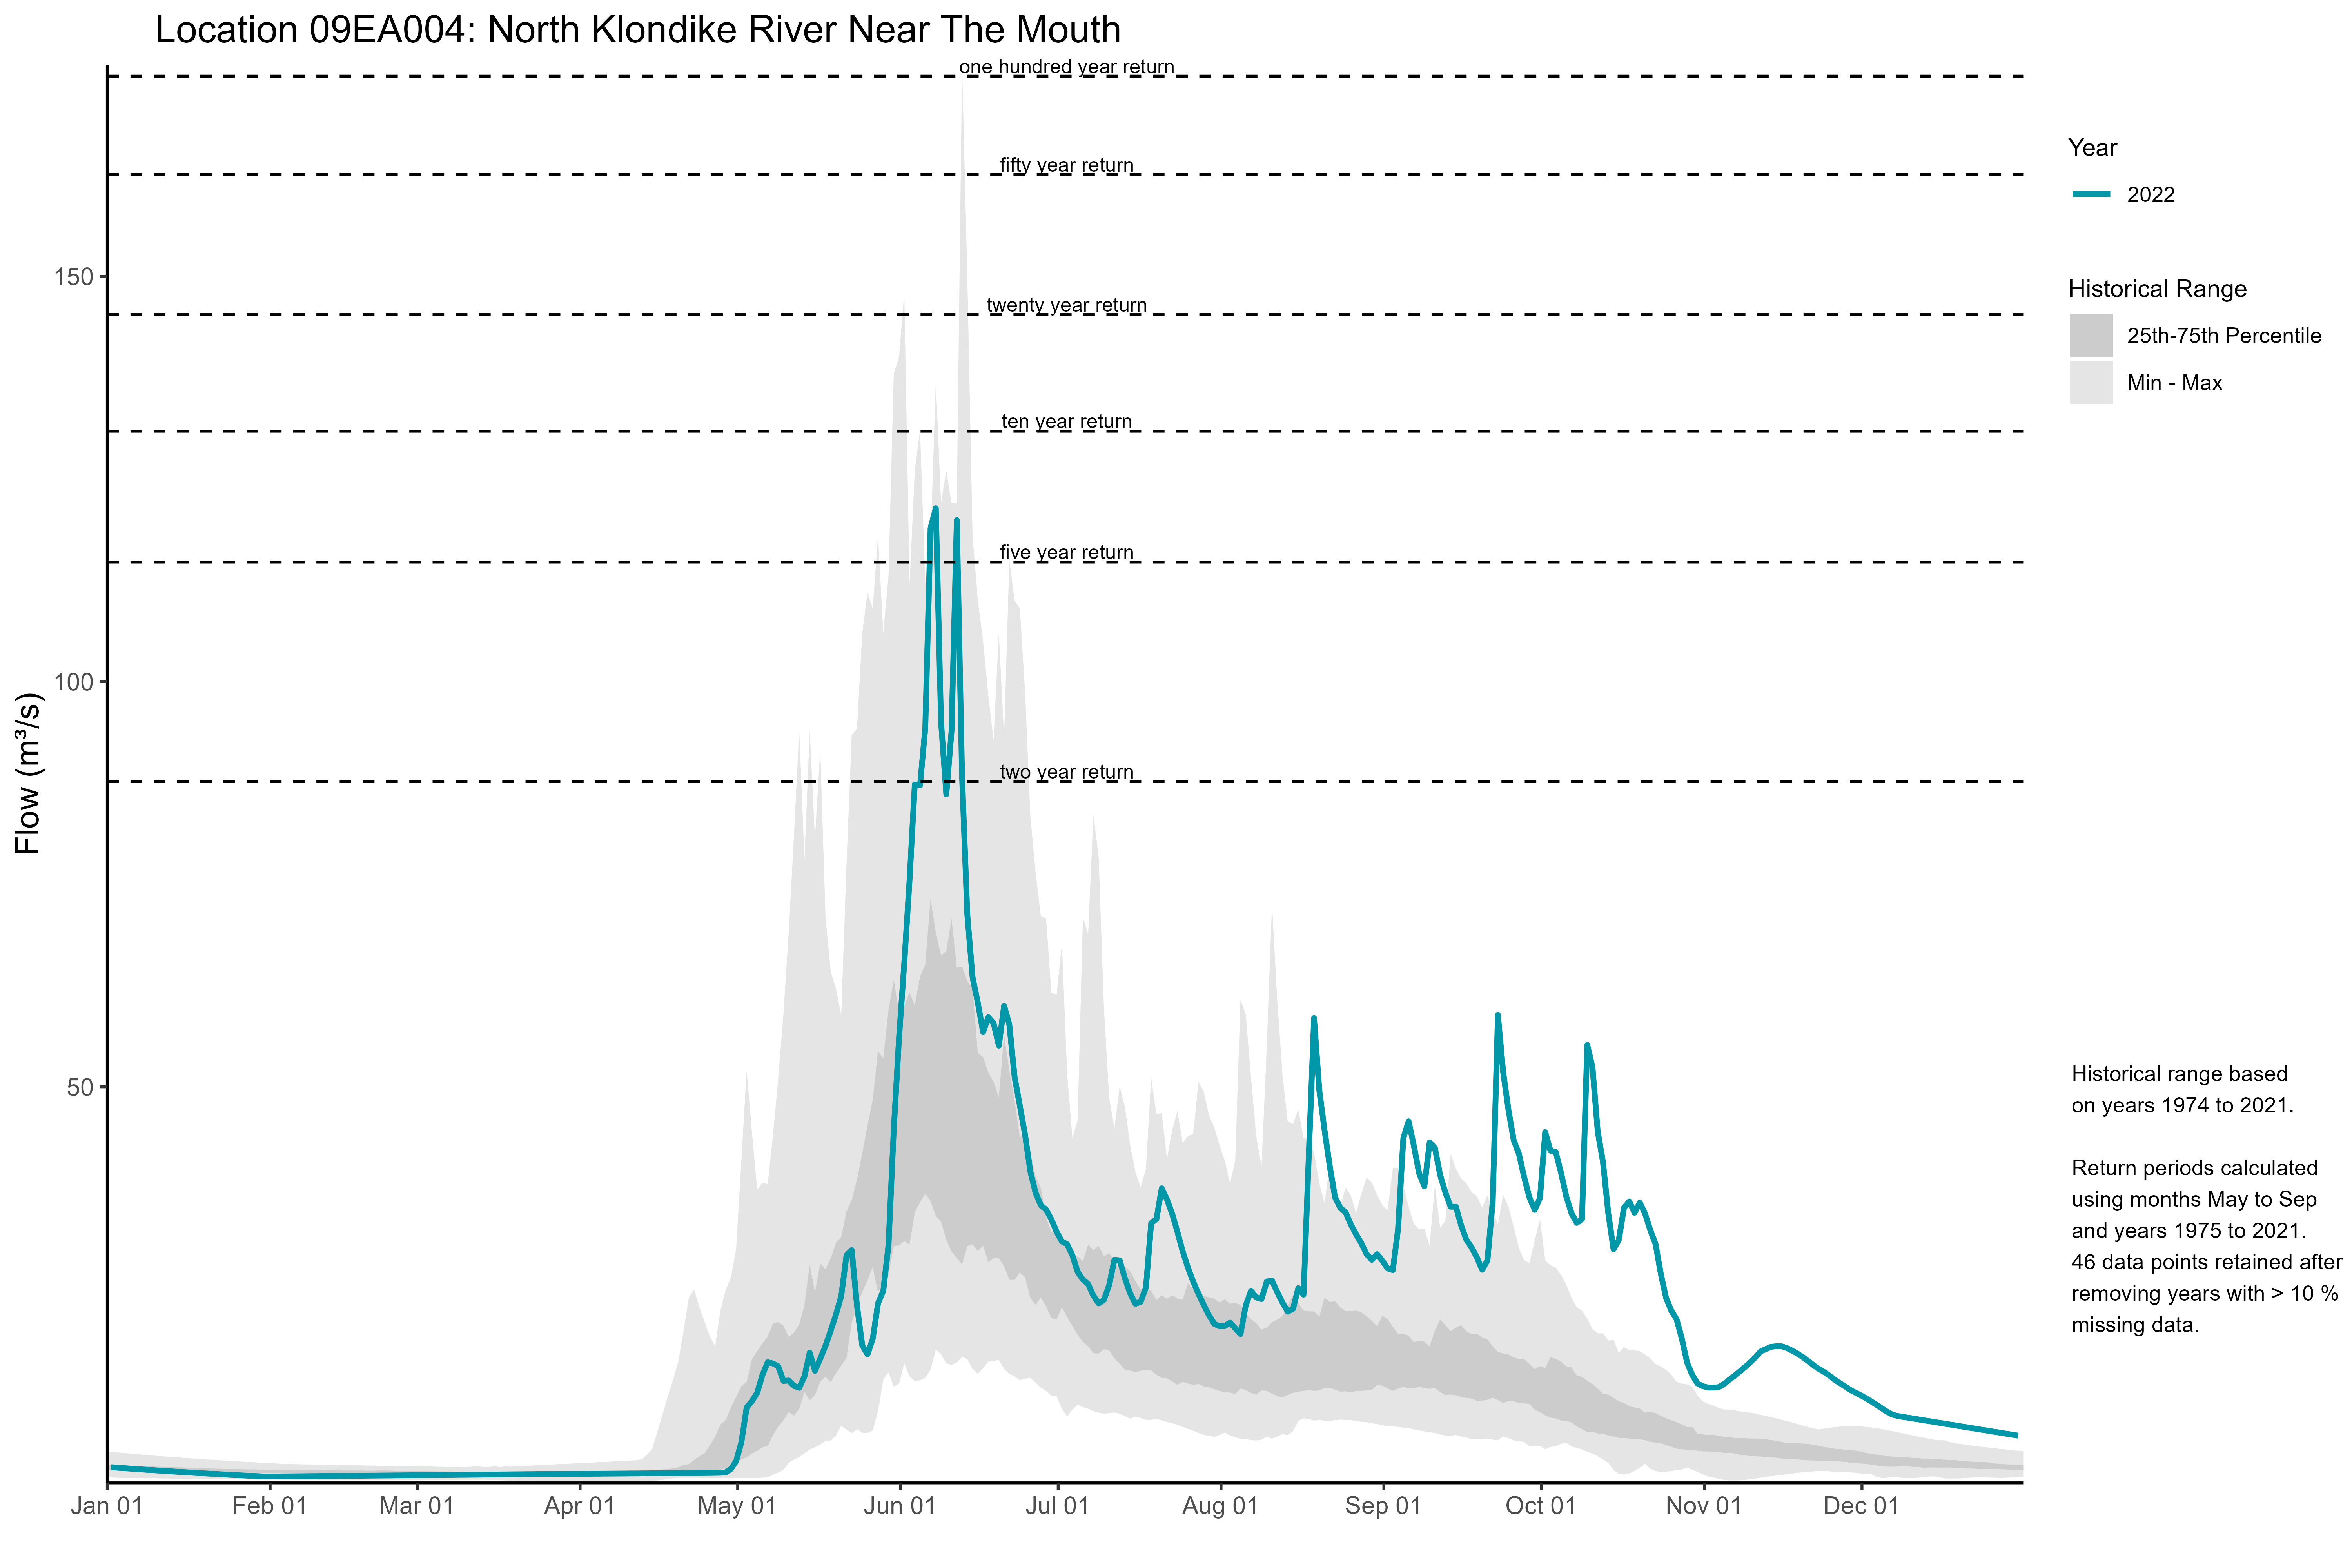 Location 09EA004: North Klondike River Near The Mouth
one hundred year return
fifty year return
twenty year return
ten year return
five year return
two year return
150
100
50
Flow (m³/s)
Jan 01
Feb 01
Mar 01
Apr 01
May 01
Jun 01
Jul 01
Aug 01
Sep 01
Oct 01
Nov 01
Dec 01
Year
2022
Historical Range
25th-75th Percentile
Min - Max
Historical range based
on years 1974 to 2021.
Return periods calculated
using months May to Sep
and years 1975 to 2021.
46 data points retained after
removing years with > 10 %
missing data.